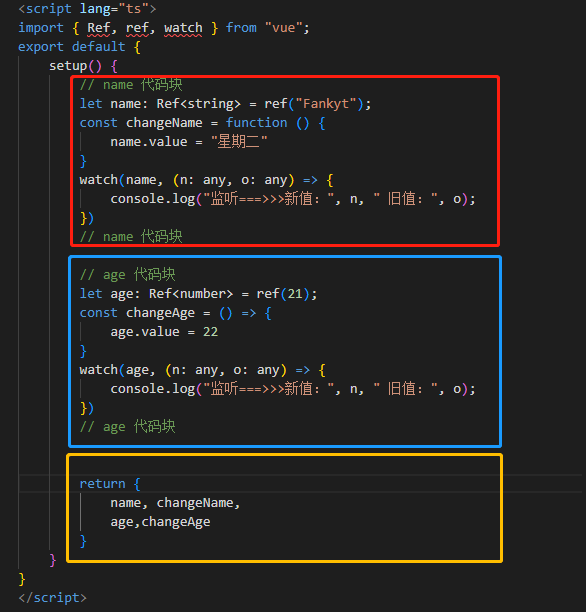 <script lang="ts">
import { Ref, ref, watch } from "vue";
export default {
setup() {
// name 代码块
let name: Ref<string> = ref("Fankyt");
const changeName = function () {
name.value = "星期二"
}
watch(name, (n: any, o: any) => {
console.log("监听===>>>新值：", n, " 旧值：", o);
})
// name 代码块
// age 代码块
let age: Ref<number> = ref(21);
const changeAge = () => {
age.value = 22
}
watch(age, (n: any, o: any) => {
console.log("监听===>>>新值：", n, " 旧值：", o);
})
// age 代码块
return {
name, changeName,
age,changeAge
}
}
}
</script>